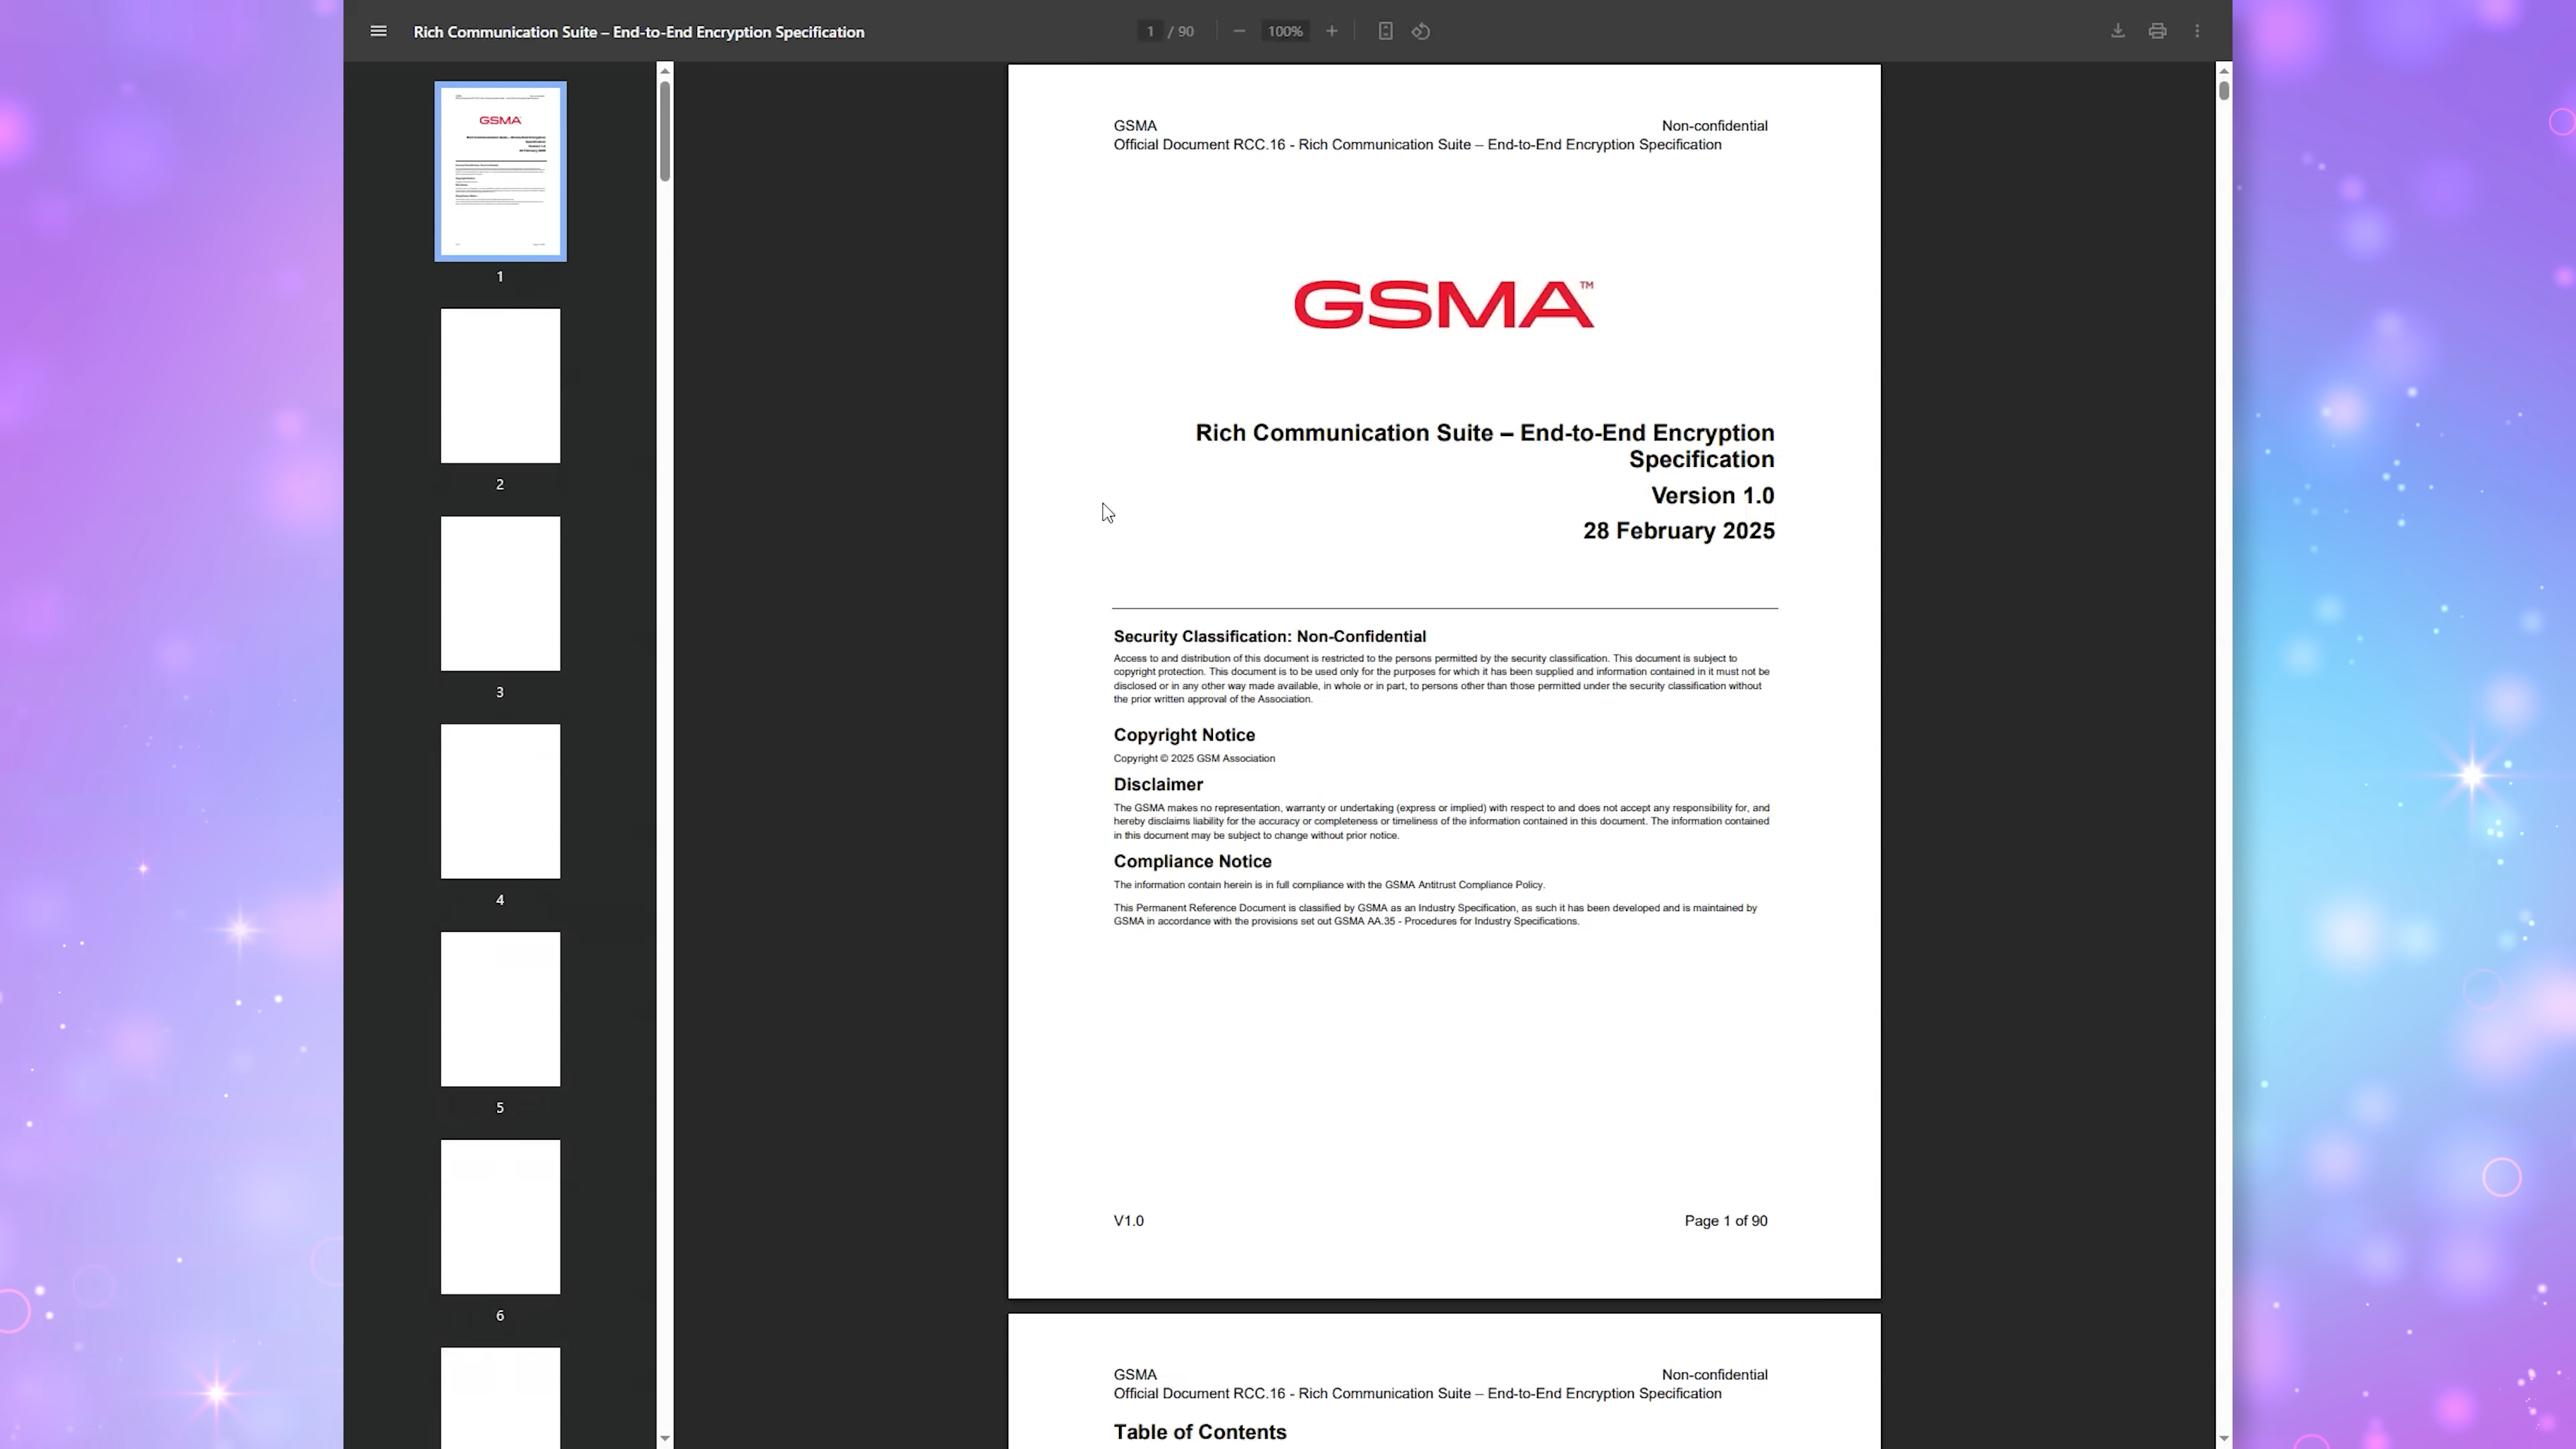 Rich Communication Suite – End-to-End Encryption Specification
1 / 90
100%
1
2
3
4
5
6
GSMA
Non-confidential
Official Document RCC.16 - Rich Communication Suite – End-to-End Encryption Specification
GSMA™
Rich Communication Suite – End-to-End Encryption
Specification
Version 1.0
28 February 2025
Security Classification: Non-Confidential
Access to and distribution of this document is restricted to the persons permitted by the security classification. This document is subject to
copyright protection. This document is to be used only for the purposes for which it has been supplied and information contained in it must not be
disclosed or in any other way made available, in whole or in part, to persons other than those permitted under the security classification without
the prior written approval of the Association.
Copyright Notice
Copyright © 2025 GSM Association
Disclaimer
The GSMA makes no representation, warranty or undertaking (express or implied) with respect to and does not accept any responsibility for, and
hereby disclaims liability for the accuracy or completeness or timeliness of the information contained in this document. The information contained
in this document may be subject to change without prior notice.
Compliance Notice
The information contain herein is in full compliance with the GSMA Antitrust Compliance Policy.
This Permanent Reference Document is classified by GSMA as an Industry Specification, as such it has been developed and is maintained by
GSMA in accordance with the provisions set out GSMA AA.35 - Procedures for Industry Specifications.
V1.0
Page 1 of 90
GSMA
Non-confidential
Official Document RCC.16 - Rich Communication Suite – End-to-End Encryption Specification
Table of Contents